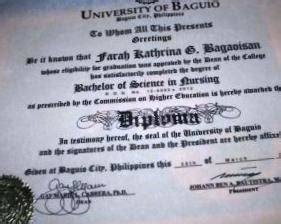 UNIVERSITY OF BAGUIO
Baguio City, Philippines
To Whom All This Presents
Greetings
Be it known that Farah Kathrina G. Bagaoisan
whose eligibility for graduation was approved by the Dean of the College
has satisfactorily completed the degree of
Bachelor of Science in Nursing
as prescribed by the Commission on Higher Education is hereby awarded the
Diploma
In testimony hereof, the seal of the University of Baguio
and the signatures of the Dean and the President are hereby affixed
Given at Baguio City, Philippines this of March
DEAN